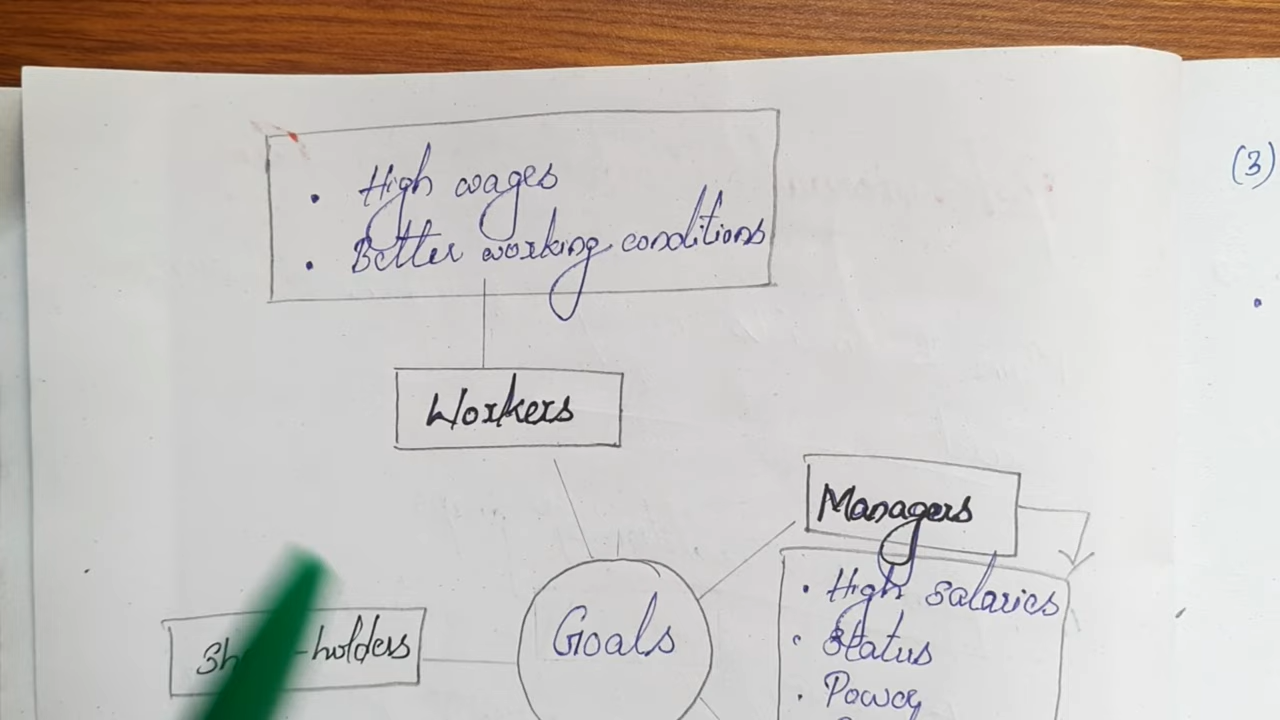 (3)
• High wages
• Better working conditions
Workers
Managers
• High salaries
• Status
• Power
Goals
-holders